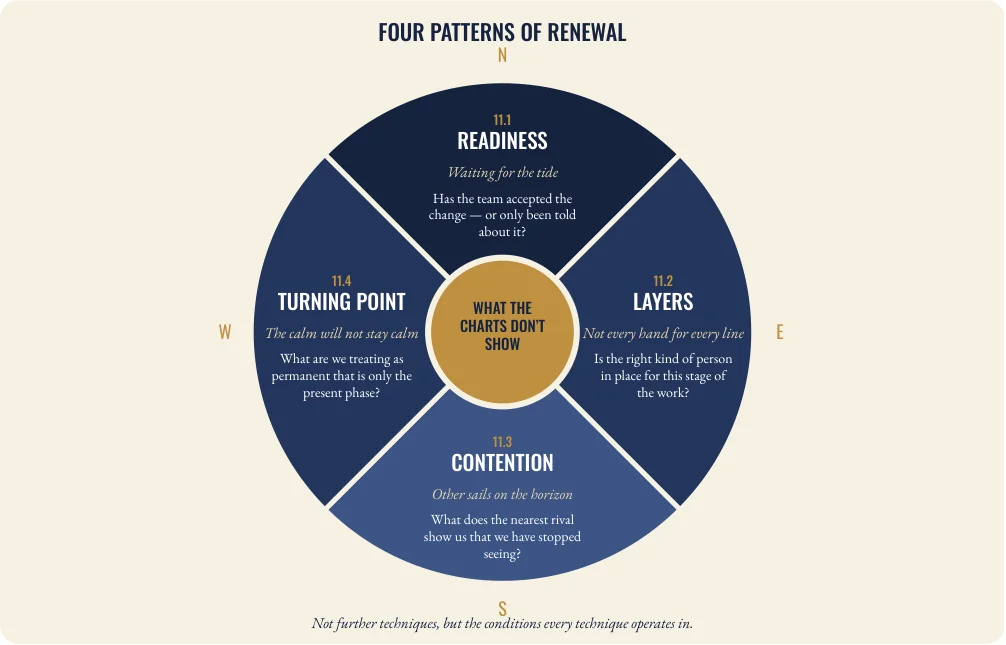 FOUR PATTERNS OF RENEWAL
N
11.1
READINESS
Waiting for the tide
Has the team accepted the
change — or only been told
about it?
11.4
TURNING POINT
The calm will not stay calm
What are we treating as
permanent that is only the
present phase?
W
WHAT THE
CHARTS DON'T
SHOW
11.2
LAYERS
Not every hand for every line
Is the right kind of person
in place for this stage of
the work?
E
11.3
CONTENTION
Other sails on the horizon
What does the nearest rival
show us that we have stopped
seeing?
S
Not further techniques, but the conditions every technique operates in.